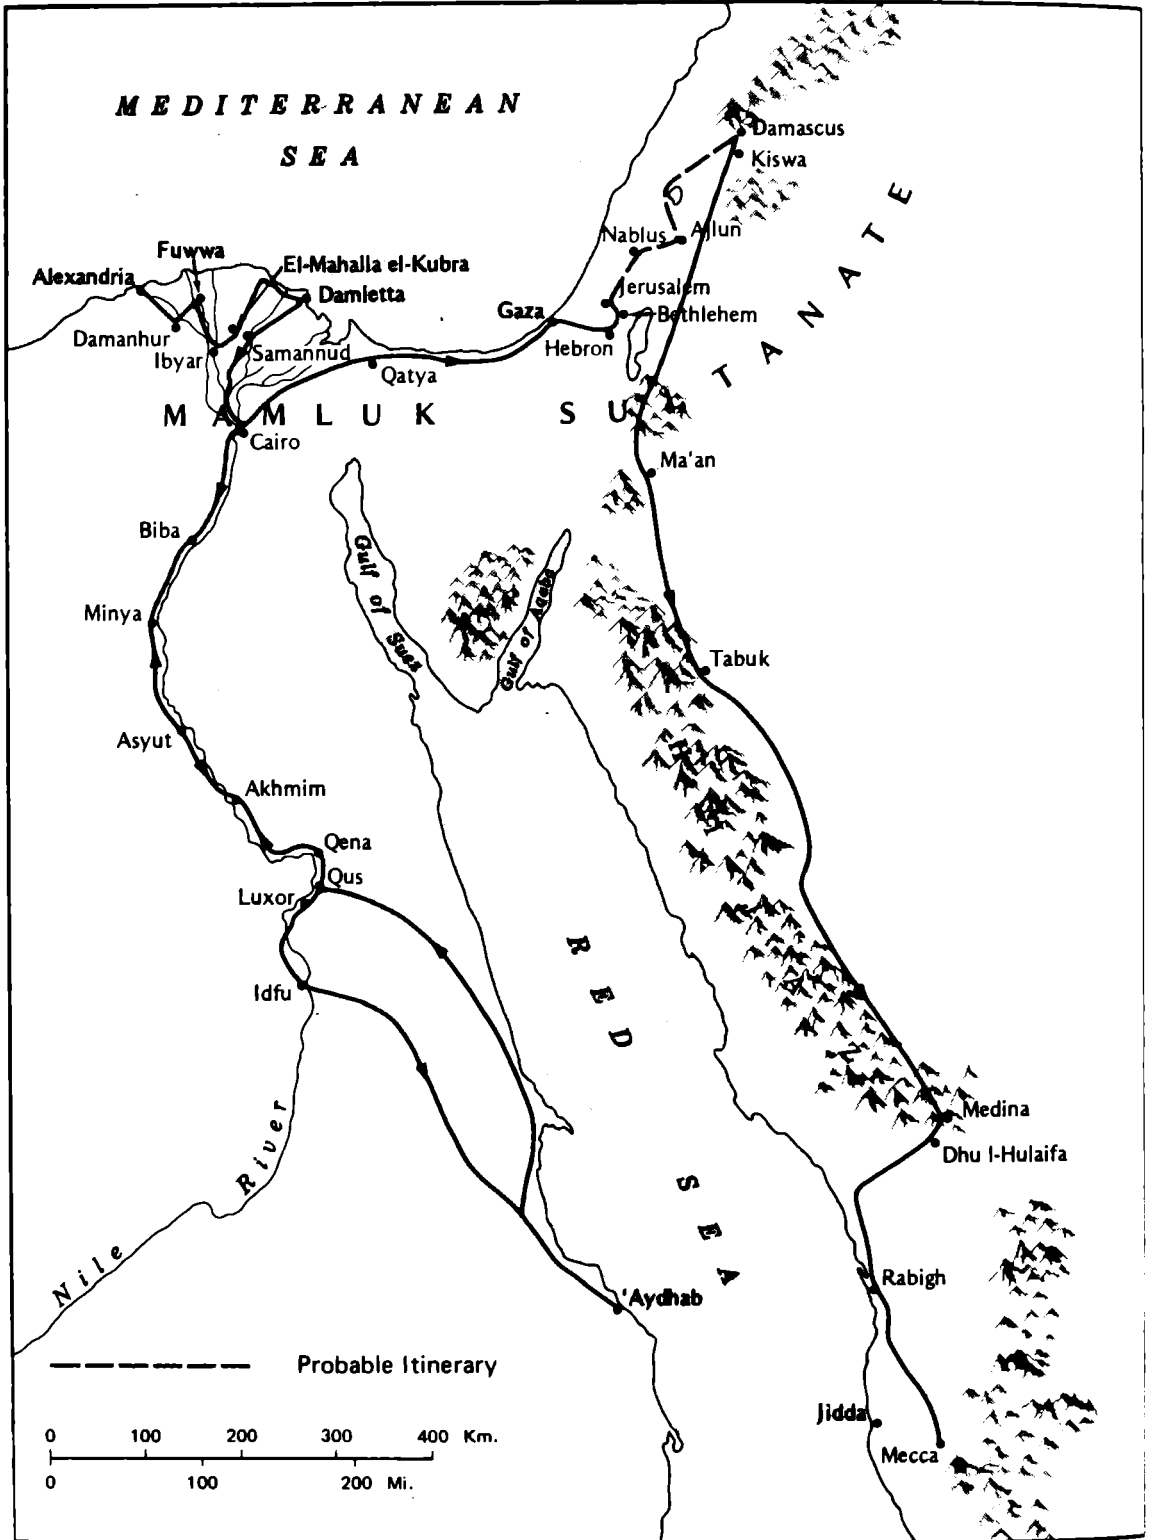 MEDITERRANEAN
SEA
Damascus
Kiswa
Nablus
Ajlun
Fuwwa
El-Mahalla el-Kubra
Alexandria
Damietta
Jerusalem
Gaza
Bethlehem
Damanhur
Hebron
Ibyar
Samannud
Qatya
MAMLUK SULTANATE
Cairo
Ma'an
Biba
Gulf of Suez
Gulf of Aqaba
Minya
Tabuk
Asyut
Akhmim
HIJAZ
Qena
Qus
Luxor
RED SEA
Idfu
Medina
Dhu l-Hulaifa
Nile River
Rabigh
'Aydhab
Probable Itinerary
Jidda
Mecca
0 100 200 300 400 Km.
0 100 200 Mi.